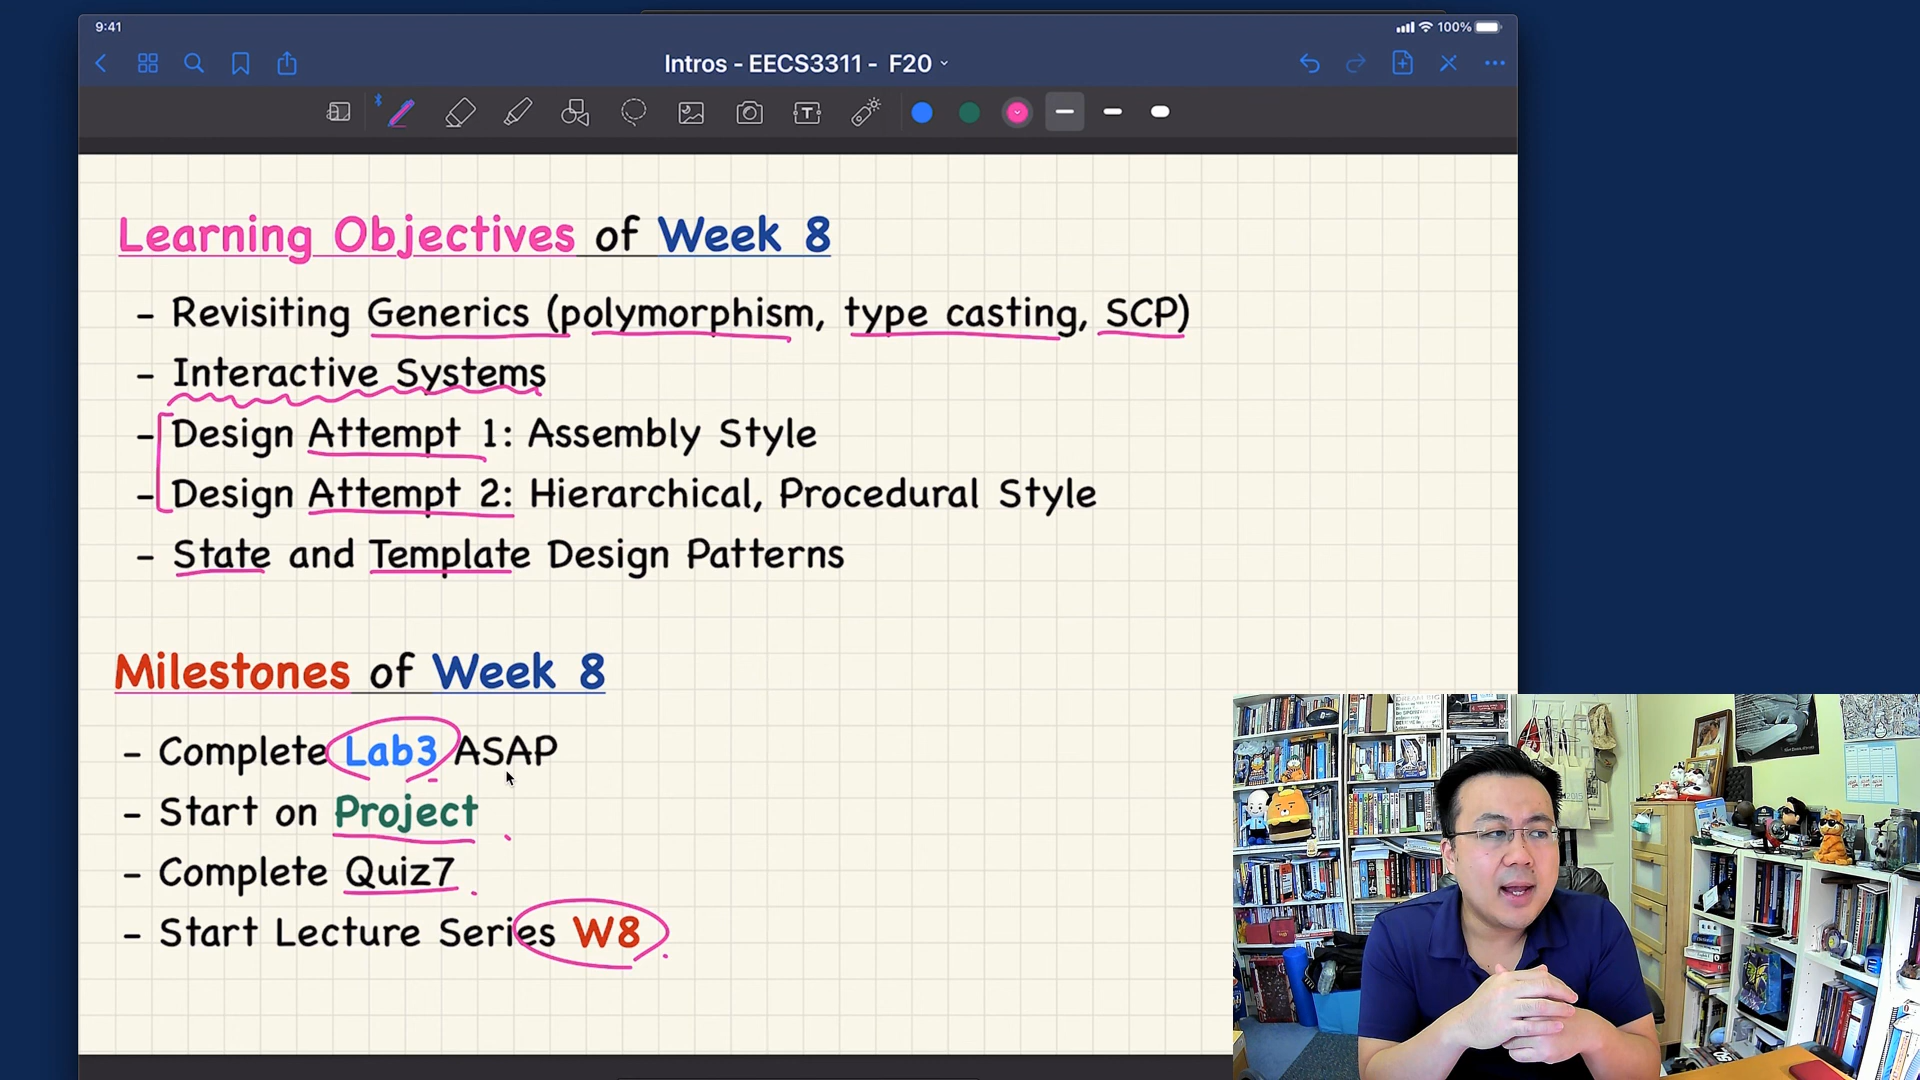 9:41
100%
Intros - EECS3311 - F20
Learning Objectives of Week 8
- Revisiting Generics (polymorphism, type casting, SCP)
- Interactive Systems
- Design Attempt 1: Assembly Style
- Design Attempt 2: Hierarchical, Procedural Style
- State and Template Design Patterns
Milestones of Week 8
- Complete Lab3 ASAP
- Start on Project
- Complete Quiz7
- Start Lecture Series W8